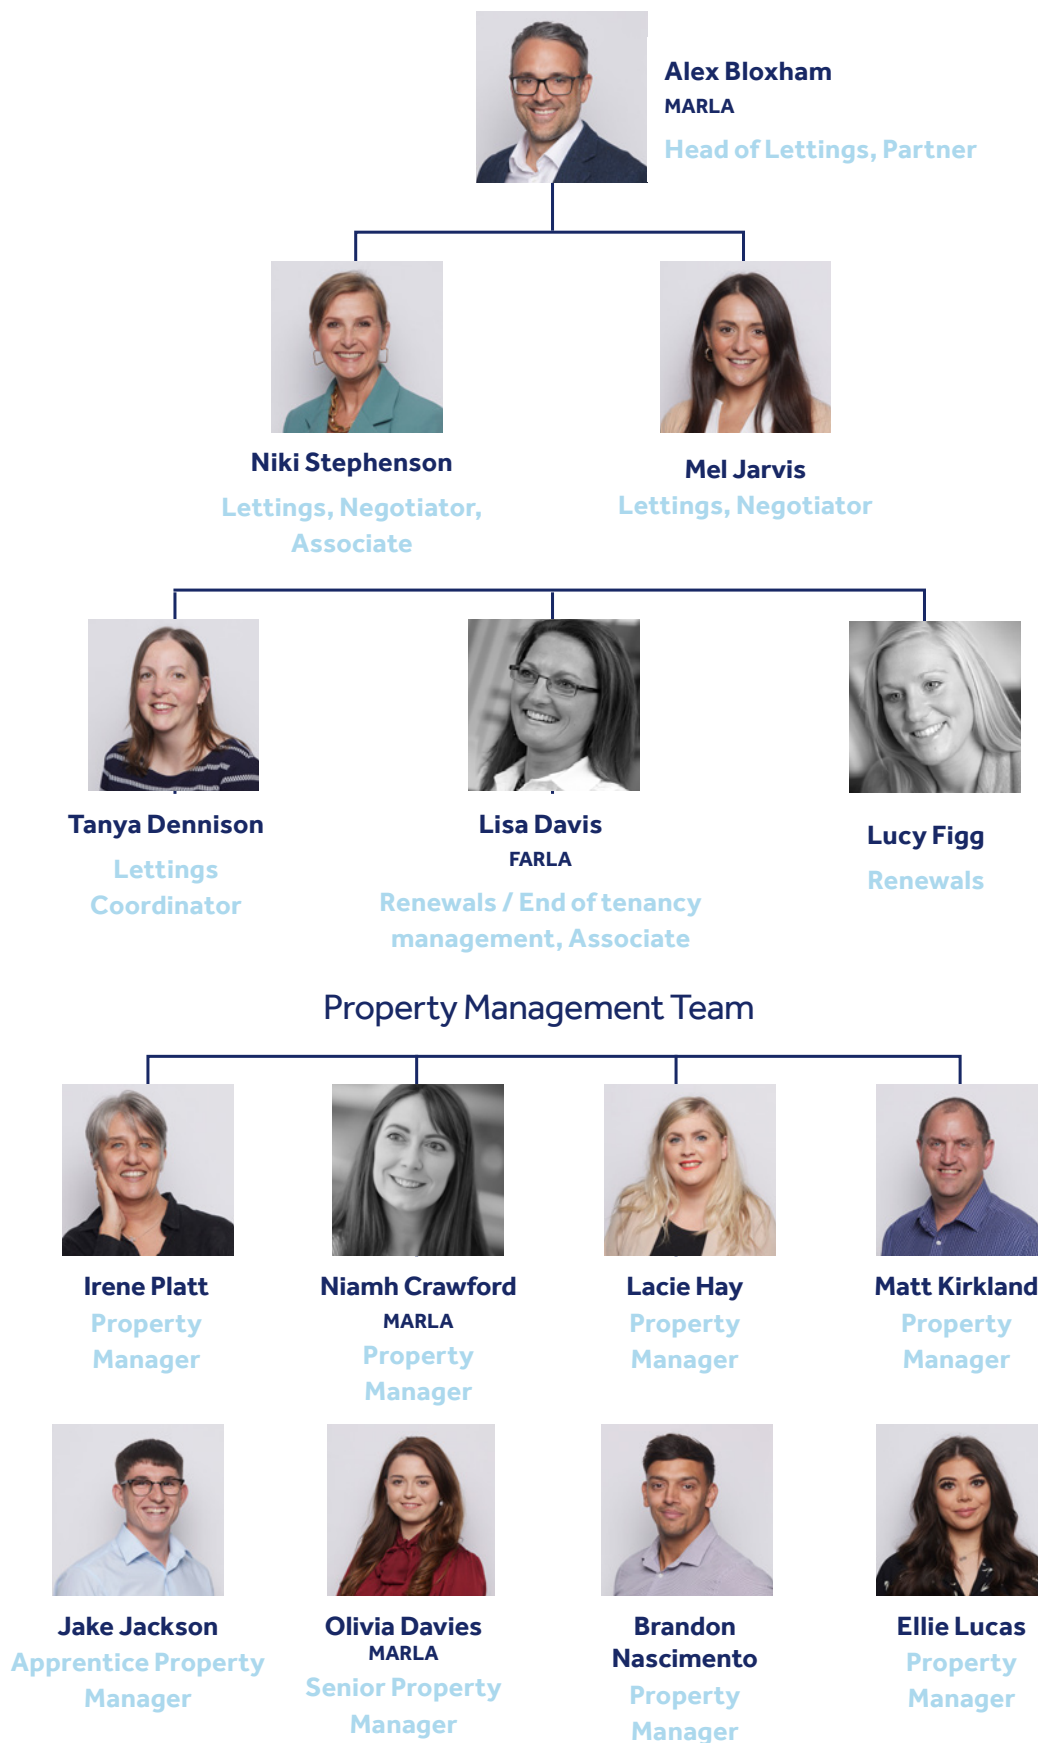 Alex Bloxham
MARLA
Head of Lettings, Partner
Niki Stephenson
Lettings, Negotiator,
Associate
Mel Jarvis
Lettings, Negotiator
Tanya Dennison
Lettings
Coordinator
Lisa Davis
FARLA
Renewals / End of tenancy
management, Associate
Lucy Figg
Renewals
Property Management Team
Irene Platt
Property
Manager
Niamh Crawford
MARLA
Property
Manager
Lacie Hay
Property
Manager
Matt Kirkland
Property
Manager
Jake Jackson
Apprentice Property
Manager
Olivia Davies
MARLA
Senior Property
Manager
Brandon
Nascimento
Property
Manager
Ellie Lucas
Property
Manager